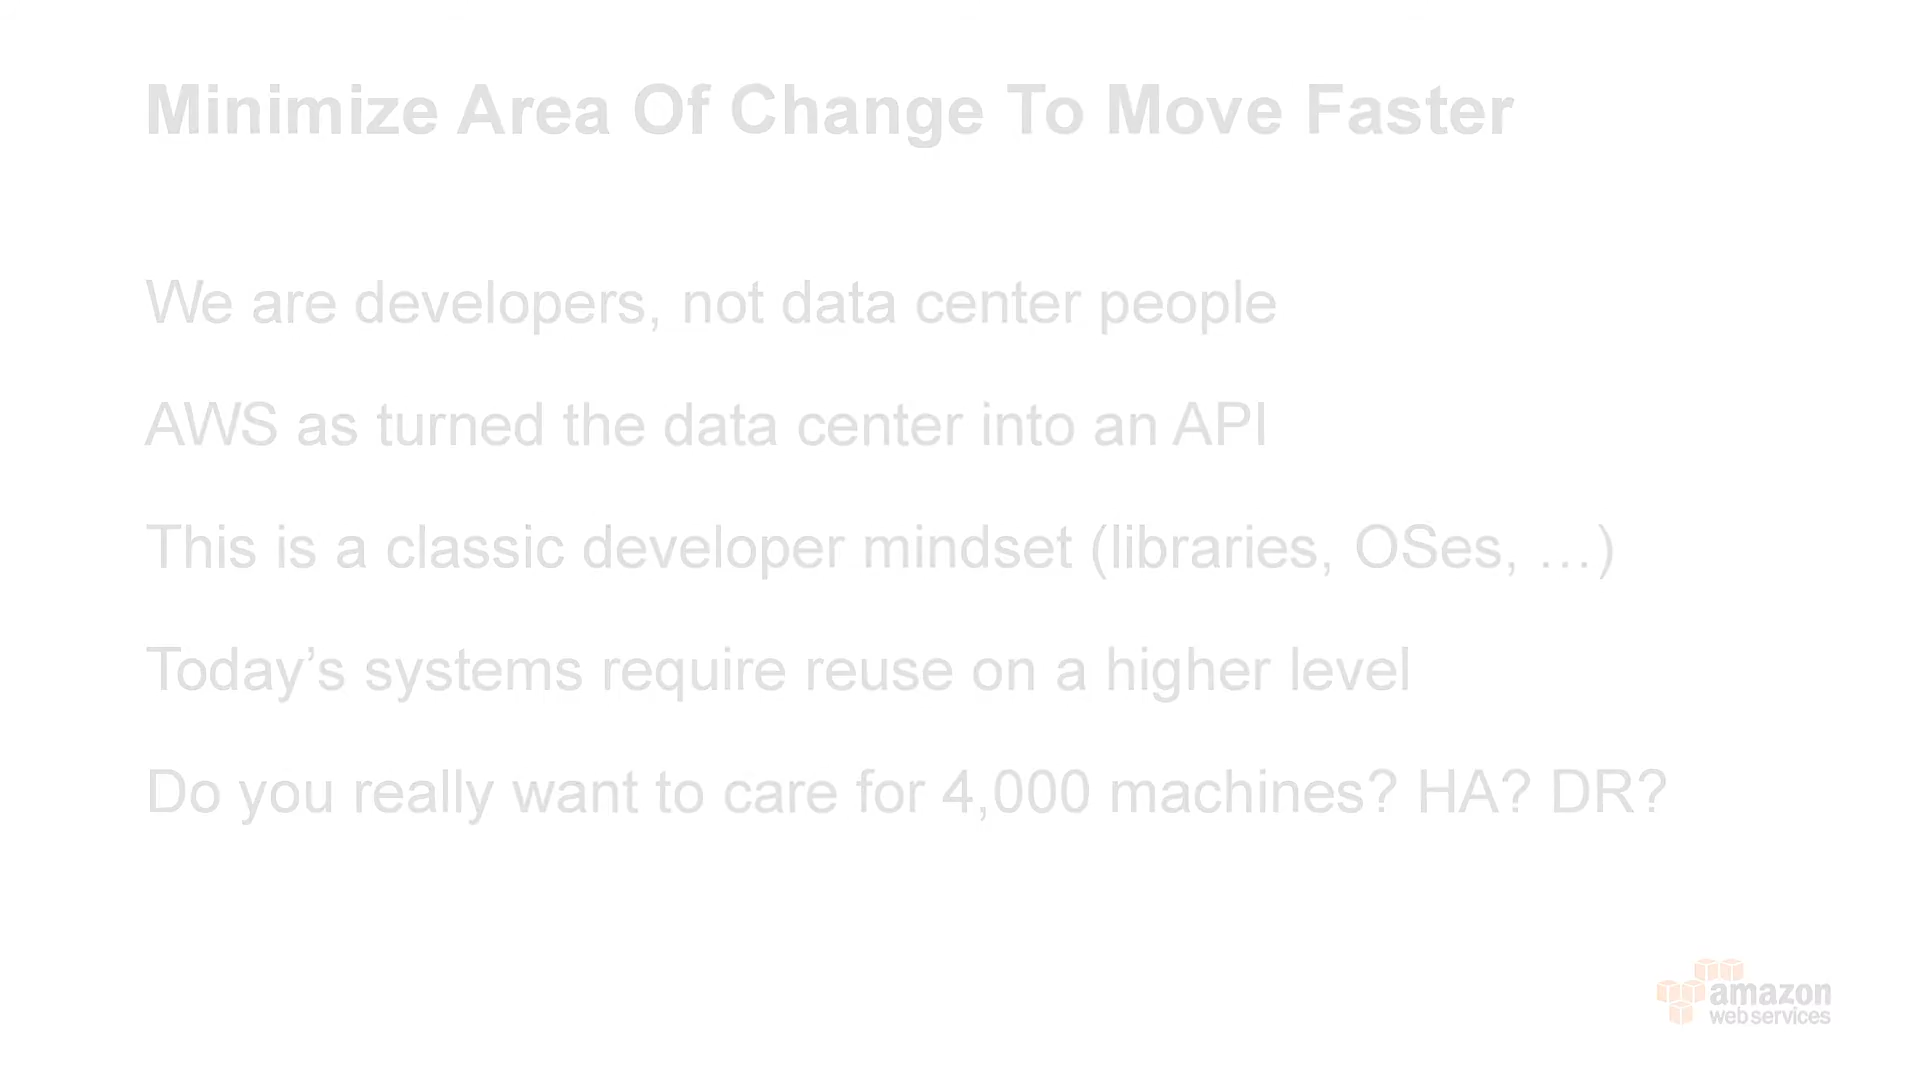 Minimize Area Of Change To Move Faster
We are developers, not data center people
AWS as turned the data center into an API
This is a classic developer mindset (libraries, OSes, …)
Today’s systems require reuse on a higher level
Do you really want to care for 4,000 machines? HA? DR?
amazon
web services